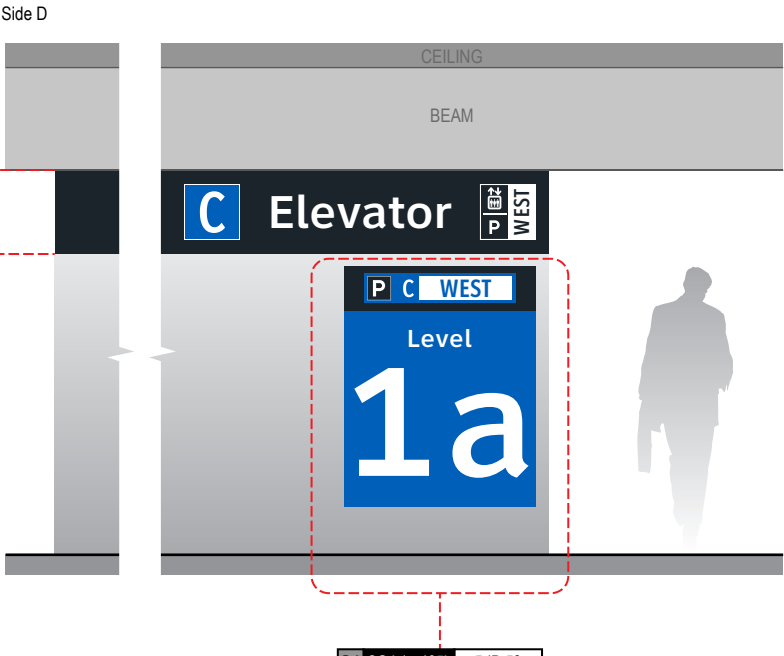 Side D
CEILING
BEAM
C Elevator P WEST
P C WEST
Level
1a